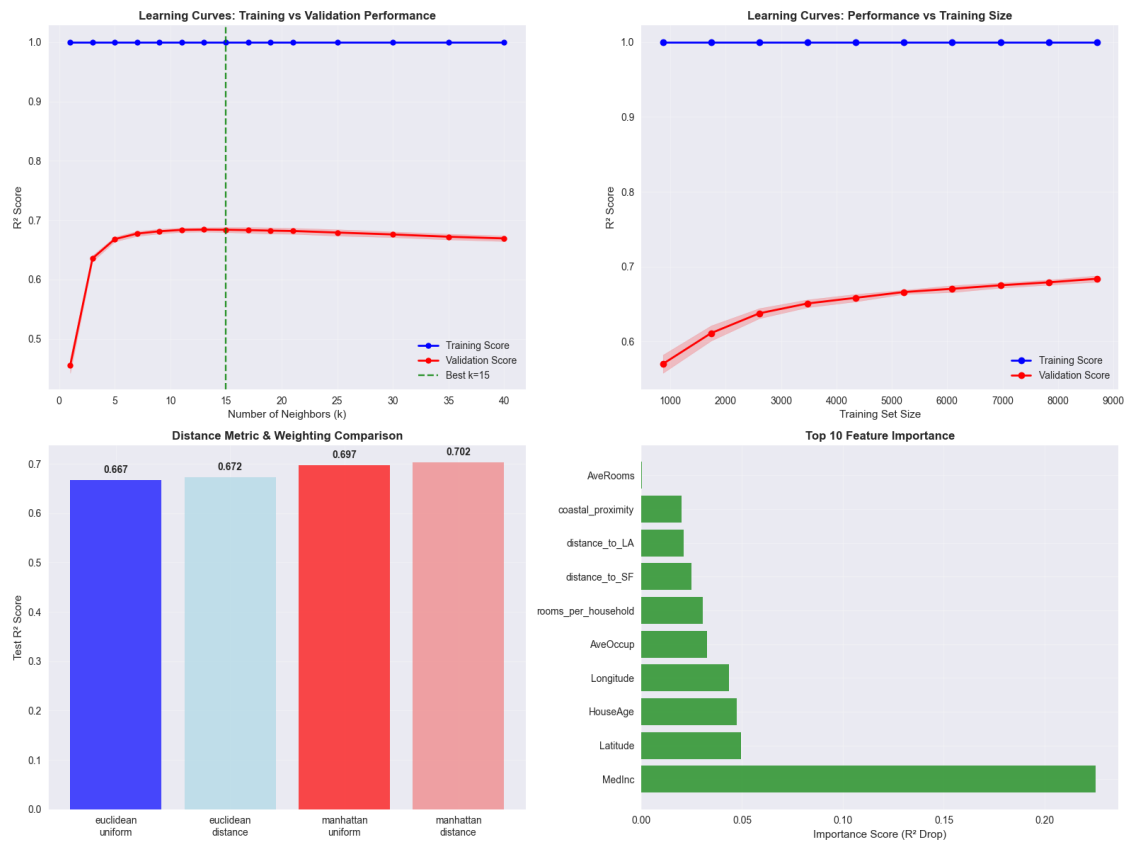 Learning Curves: Training vs Validation Performance
R² Score
1.0
0.9
0.8
0.7
0.6
0.5
0 5 10 15 20 25 30 35 40
Number of Neighbors (k)
Training Score
Validation Score
Best k=15
Learning Curves: Performance vs Training Size
R² Score
1.0
0.9
0.8
0.7
0.6
1000 2000 3000 4000 5000 6000 7000 8000 9000
Training Set Size
Training Score
Validation Score
Distance Metric & Weighting Comparison
Test R² Score
0.7
0.6
0.5
0.4
0.3
0.2
0.1
0.0
0.667 0.672 0.697 0.702
euclidean euclidean manhattan manhattan
uniform distance uniform distance
Top 10 Feature Importance
AveRooms
coastal_proximity
distance_to_LA
distance_to_SF
rooms_per_household
AveOccup
Longitude
HouseAge
Latitude
MedInc
0.00 0.05 0.10 0.15 0.20
Importance Score (R² Drop)